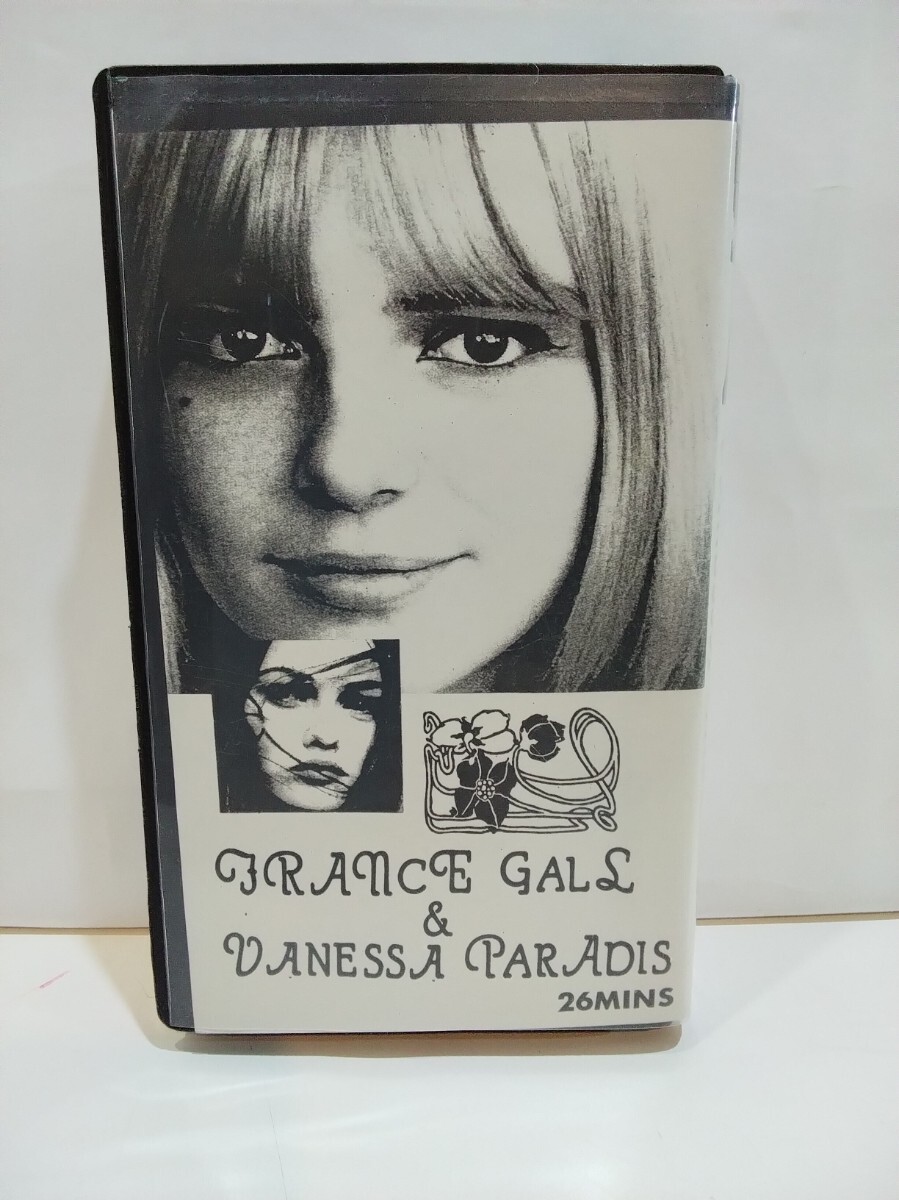 FRANCE GALL
&
VANESSA PARADIS
26MINS